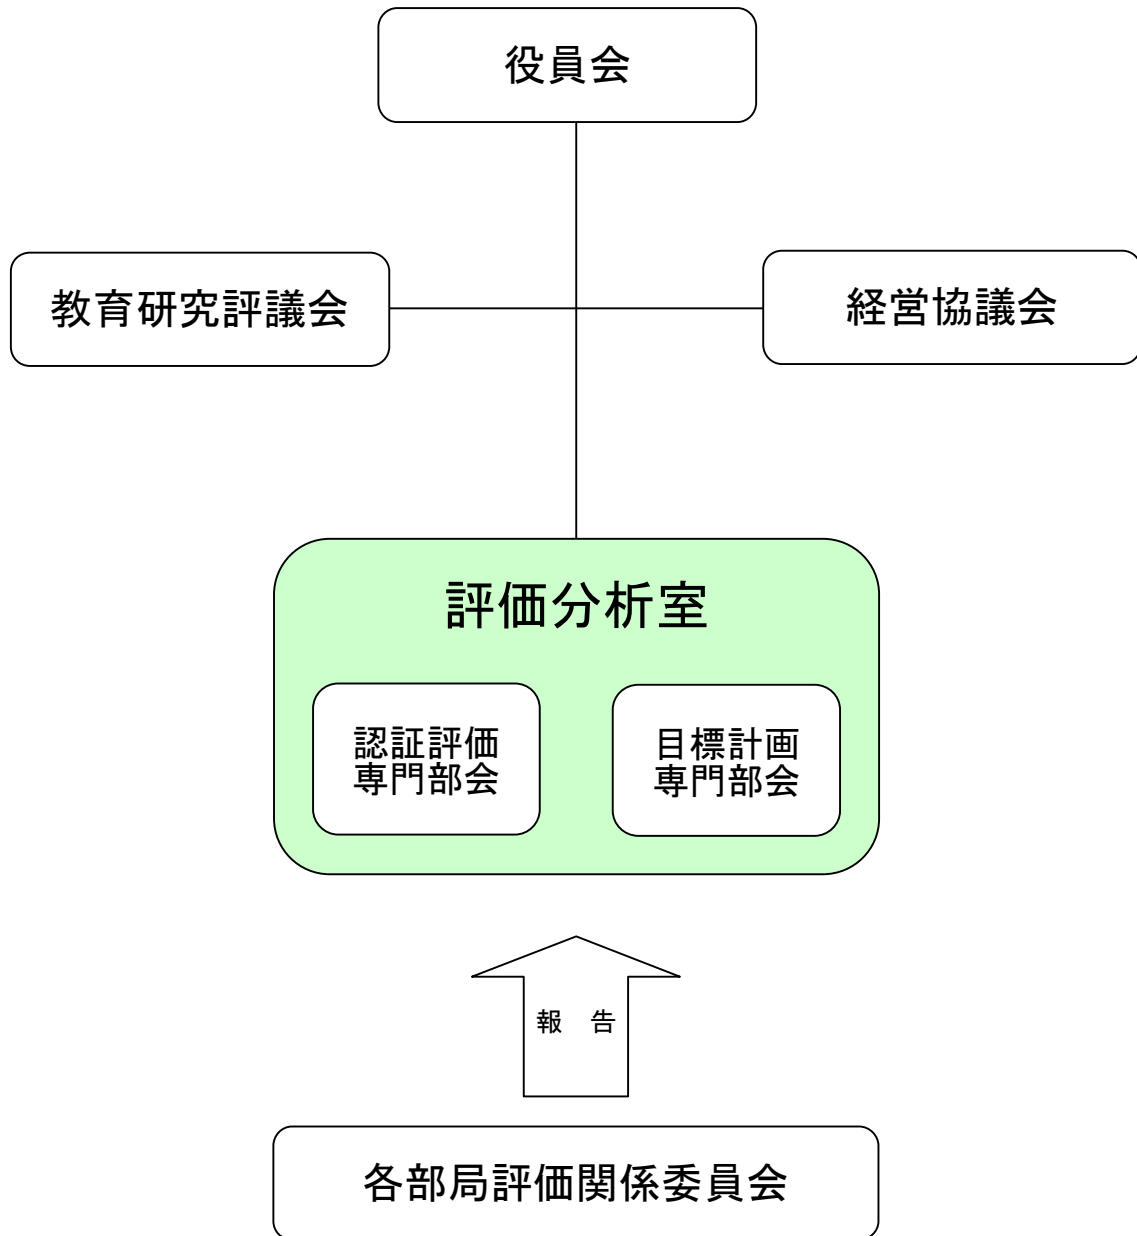 役員会
教育研究評議会
経営協議会
評価分析室
認証評価
専門部会
目標計画
専門部会
報　告
各部局評価関係委員会